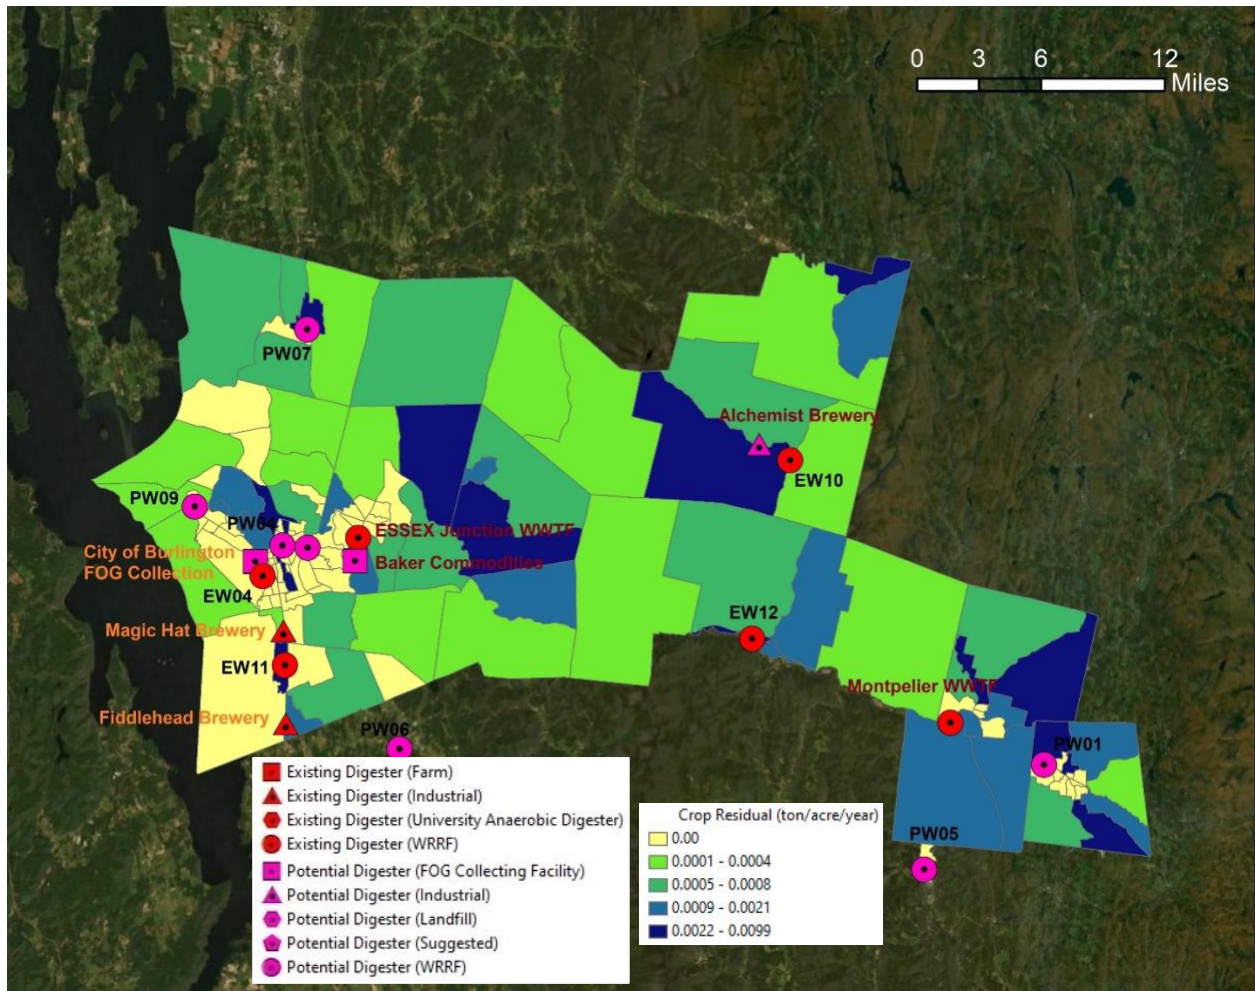 0 3 6 12
Miles
PW07
Alchemist Brewery
EW10
PW09
PW04
ESSEX Junction WWTF
City of Burlington
FOG Collection
Baker Commodities
EW04
EW12
Magic Hat Brewery
EW11
Montpelier WWTF
Fiddlehead Brewery
PW06
PW01
PW05
Existing Digester (Farm)
Existing Digester (Industrial)
Existing Digester (University Anaerobic Digester)
Existing Digester (WRRF)
Potential Digester (FOG Collecting Facility)
Potential Digester (Industrial)
Potential Digester (Landfill)
Potential Digester (Suggested)
Potential Digester (WRRF)
Crop Residual (ton/acre/year)
0.00
0.0001 - 0.0004
0.0005 - 0.0008
0.0009 - 0.0021
0.0022 - 0.0099